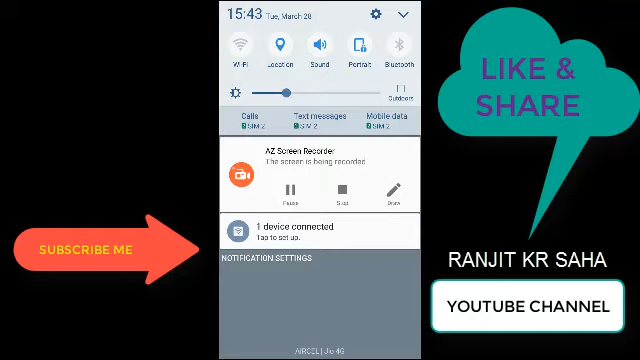 15:43 Tue, March 28
Wi-Fi Location Sound Portrait Bluetooth
Outdoors
Calls Text messages Mobile data
SIM 2 SIM 2 SIM 2
AZ Screen Recorder
The screen is being recorded
Pause Stop Draw
1 device connected
Tap to set up.
NOTIFICATION SETTINGS
AIRCEL | Jio 4G
SUBSCRIBE ME
LIKE &
SHARE
RANJIT KR SAHA
YOUTUBE CHANNEL